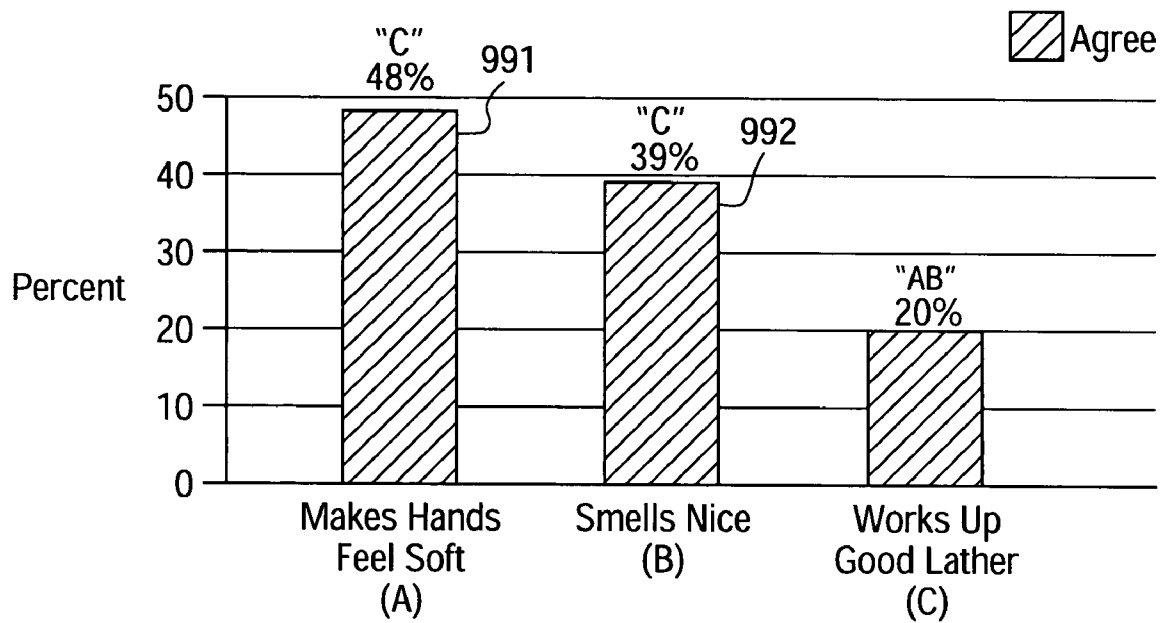 Agree
"C"
48%
991
"C"
39%
992
"AB"
20%
50
40
30
20
10
0
Percent
Makes Hands
Feel Soft
(A)
Smells Nice
(B)
Works Up
Good Lather
(C)